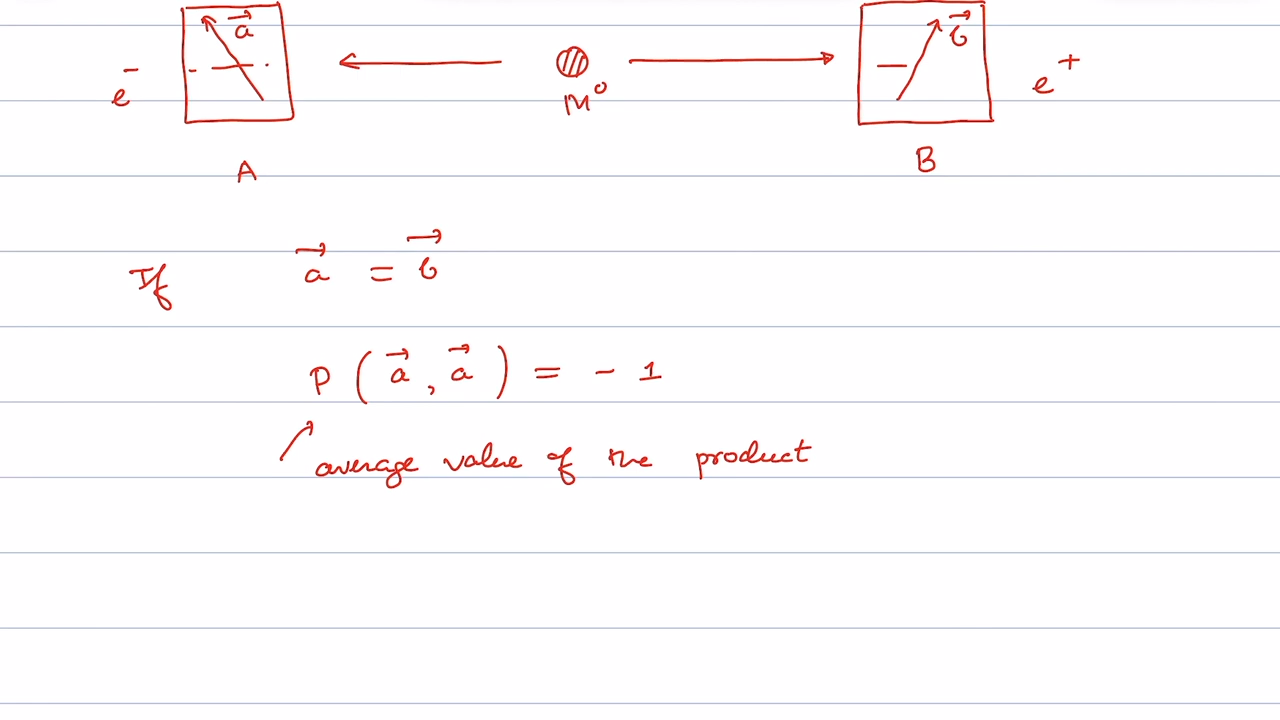 e⁻ a⃗ M⁰ b⃗ e⁺
A B
If a⃗ = b⃗
P ( a⃗ , a⃗ ) = - 1
average value of the product